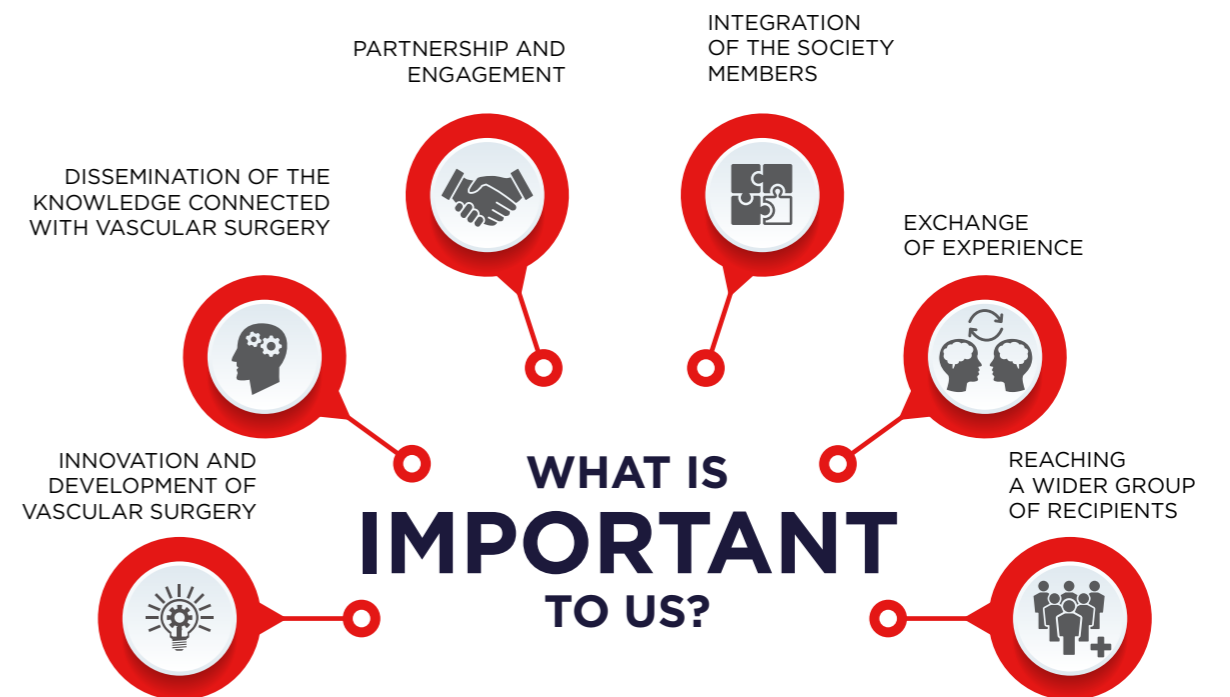 INTEGRATION
OF THE SOCIETY
MEMBERS
PARTNERSHIP AND
ENGAGEMENT
DISSEMINATION OF THE
KNOWLEDGE CONNECTED
WITH VASCULAR SURGERY
EXCHANGE
OF EXPERIENCE
INNOVATION AND
DEVELOPMENT OF
VASCULAR SURGERY
WHAT IS
IMPORTANT
TO US?
REACHING
A WIDER GROUP
OF RECIPIENTS